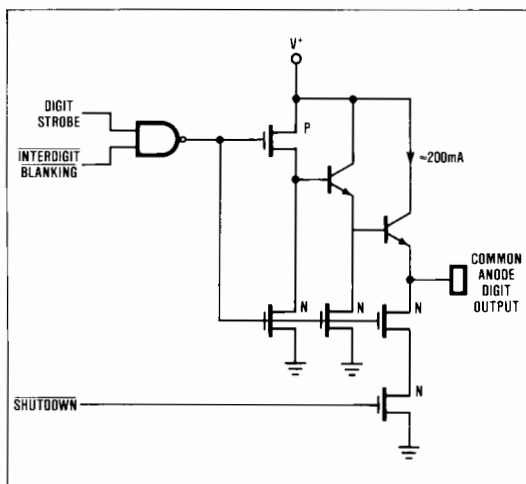 V+
DIGIT
STROBE
P
INTERDIGIT
BLANKING
≈200mA
COMMON
ANODE
DIGIT
OUTPUT
N
N
N
N
SHUTDOWN